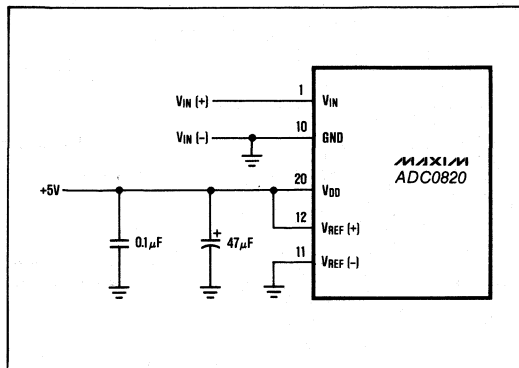 VIN (+) 1 VIN
VIN (-) 10 GND
MAXIM
ADC0820
+5V 20 VDD
12 VREF (+)
0.1µF + 47µF
11 VREF (-)